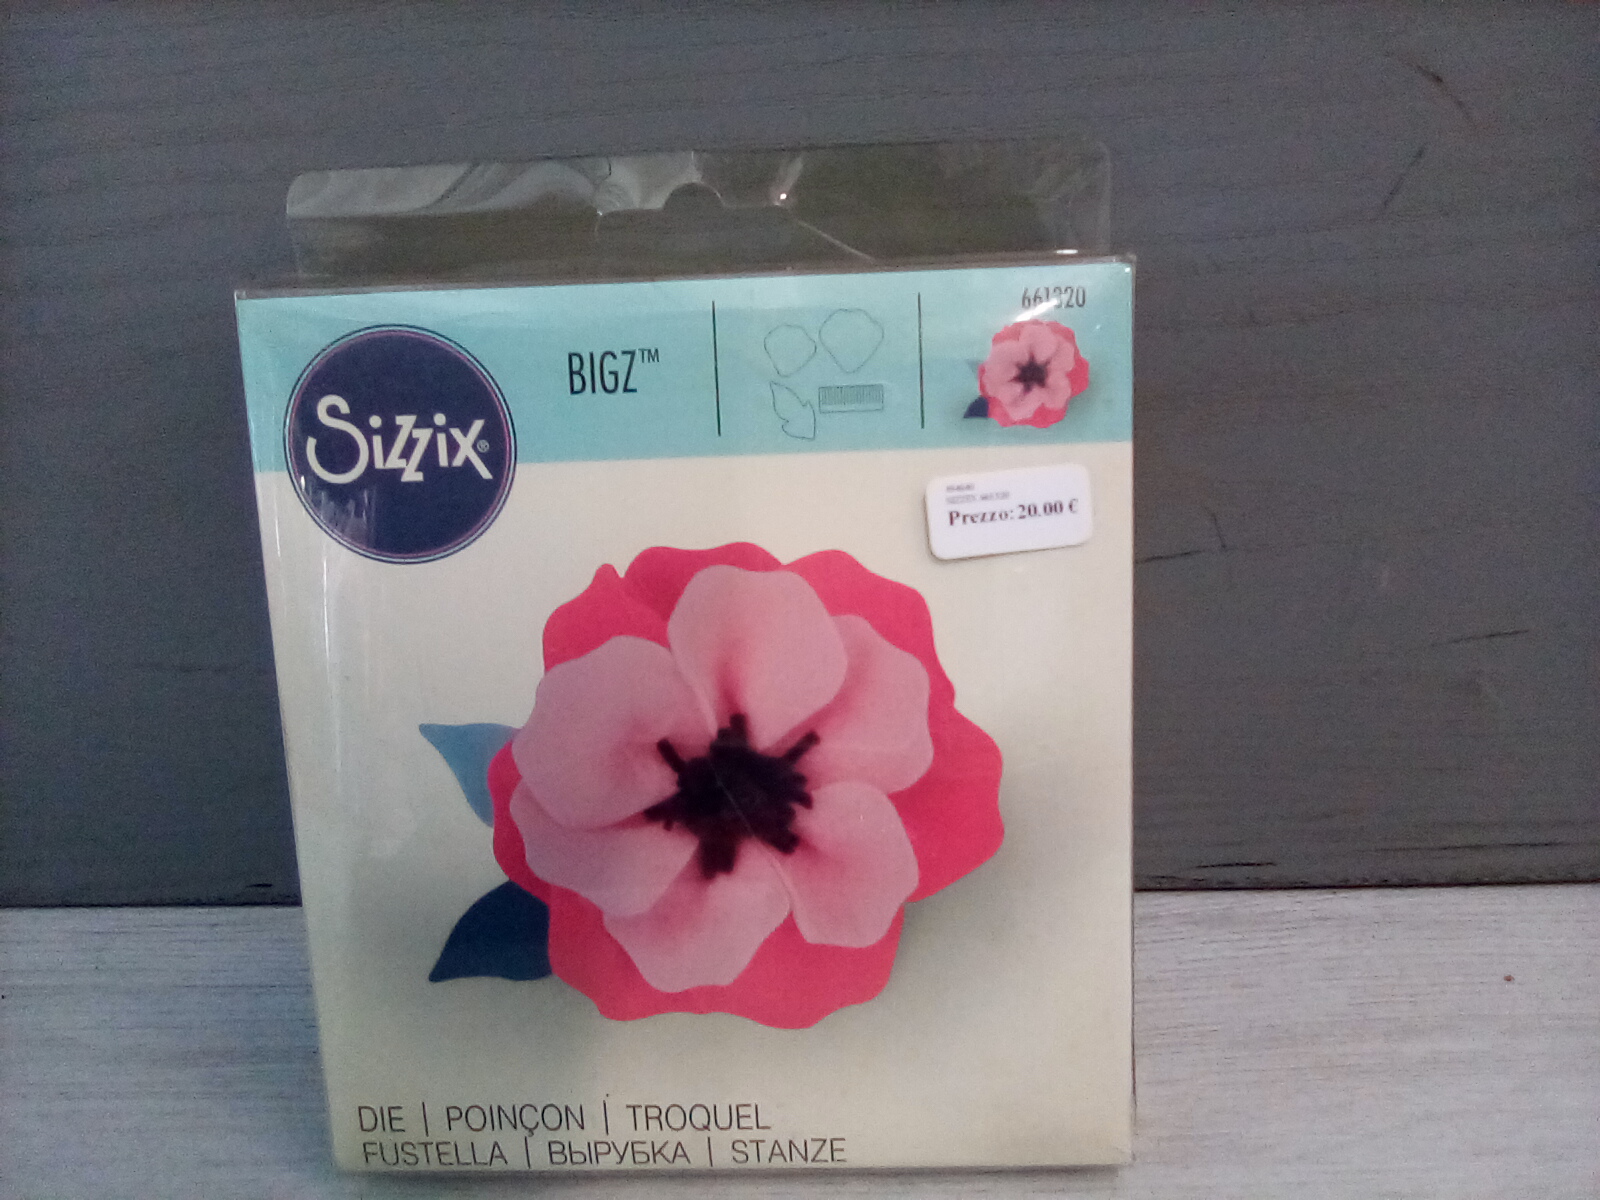 661320
BIGZ™
Sizzix®
Prezzo: 20.00 €
DIE | POINÇON | TROQUEL
FUSTELLA | ВЫРУБКА | STANZE